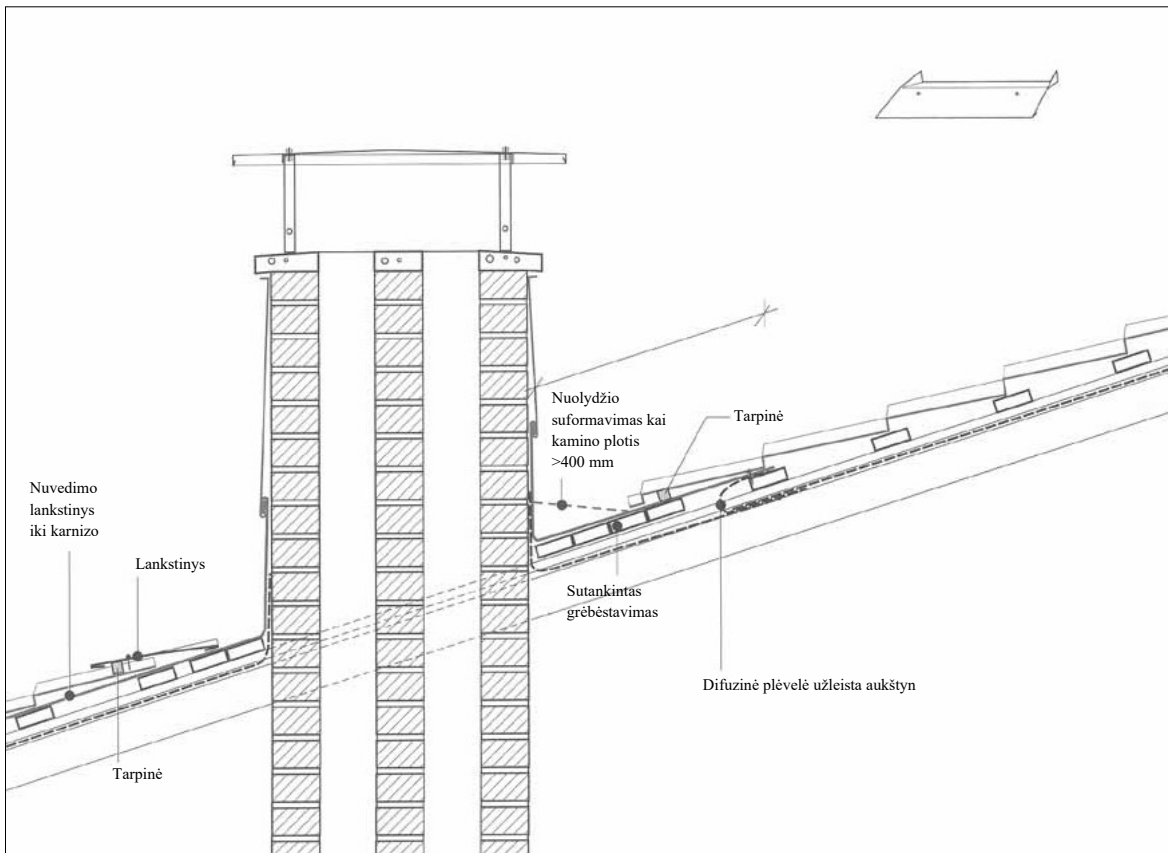 Nuolydžio
suformavimas kai
kamino plotis
>400 mm
Tarpinė
Nuvedimo
lankstinys
iki karnizo
Lankstinys
Sutankintas
grėbėstavimas
Difuzinė plėvelė užleista aukštyn
Tarpinė